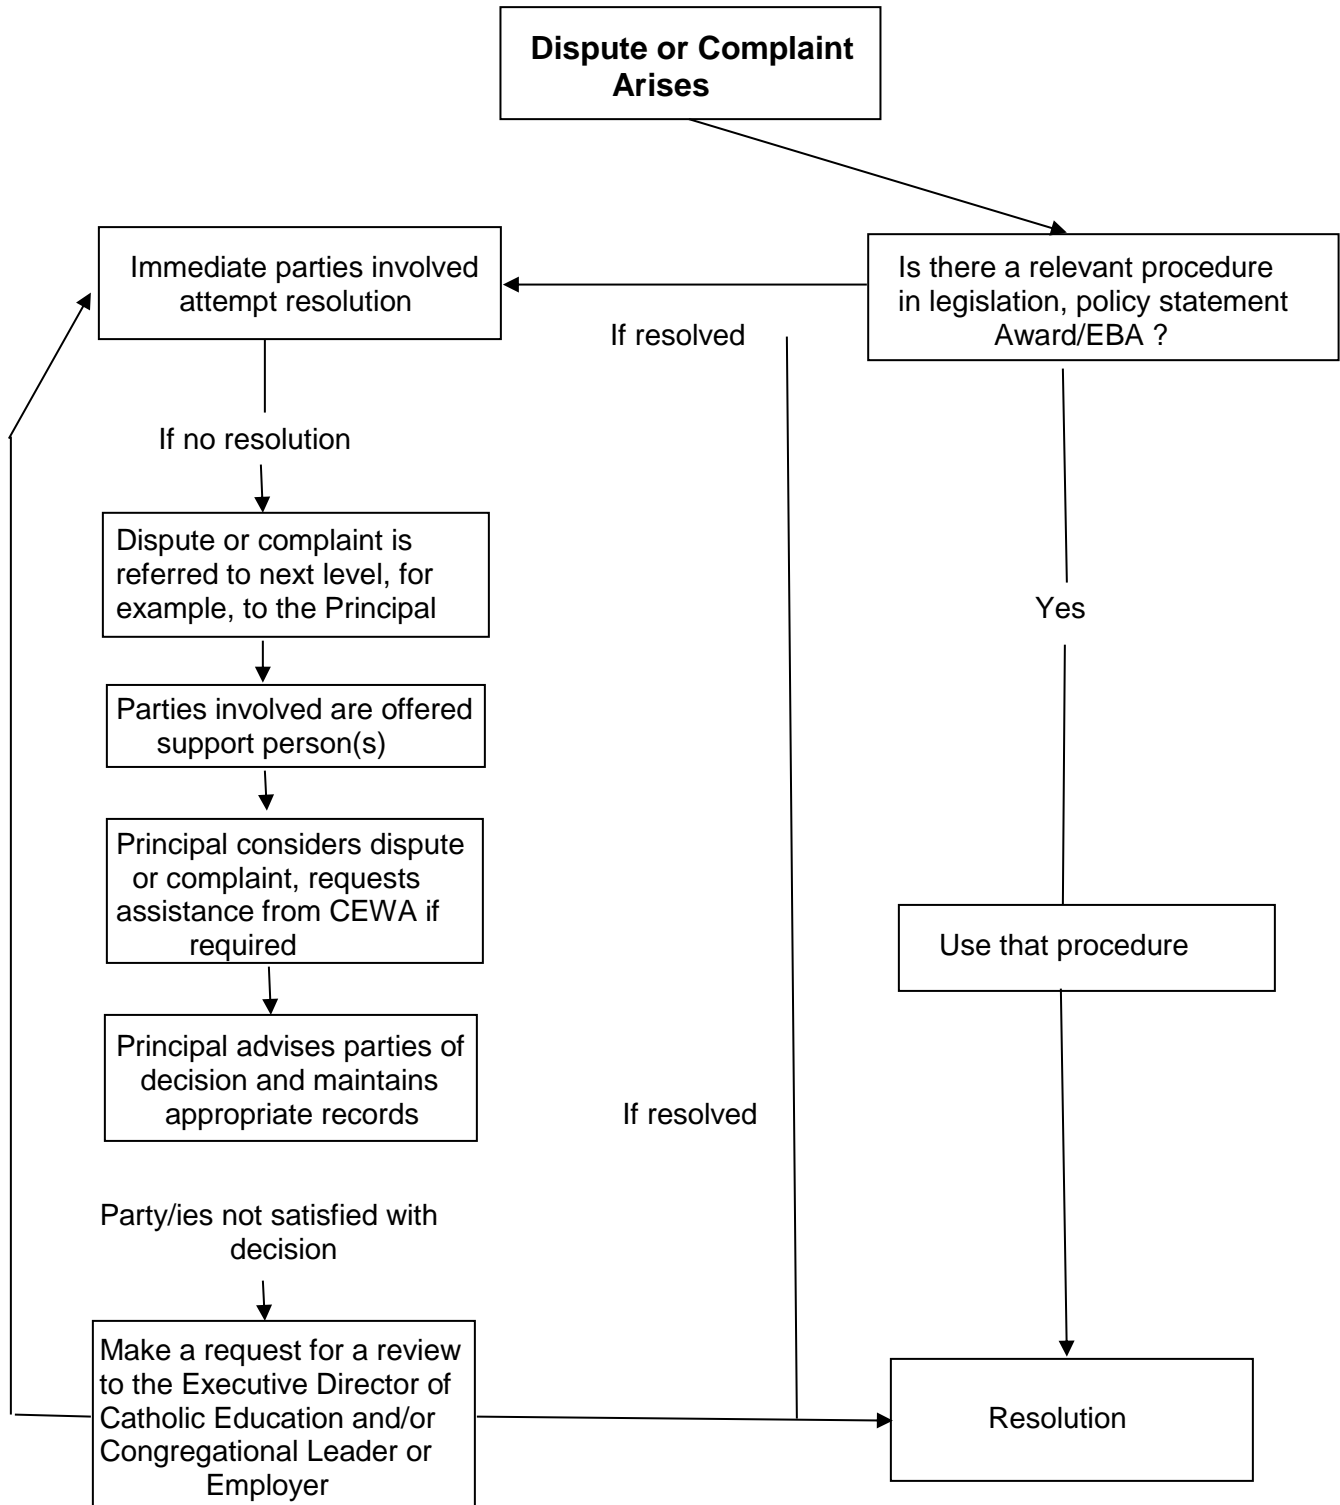 Dispute or Complaint
Arises
Immediate parties involved
attempt resolution
Is there a relevant procedure
in legislation, policy statement
Award/EBA ?
If resolved
If no resolution
Dispute or complaint is
referred to next level, for
example, to the Principal
Yes
Parties involved are offered
support person(s)
Principal considers dispute
or complaint, requests
assistance from CEWA if
required
Use that procedure
Principal advises parties of
decision and maintains
appropriate records
If resolved
Party/ies not satisfied with
decision
Make a request for a review
to the Executive Director of
Catholic Education and/or
Congregational Leader or
Employer
Resolution